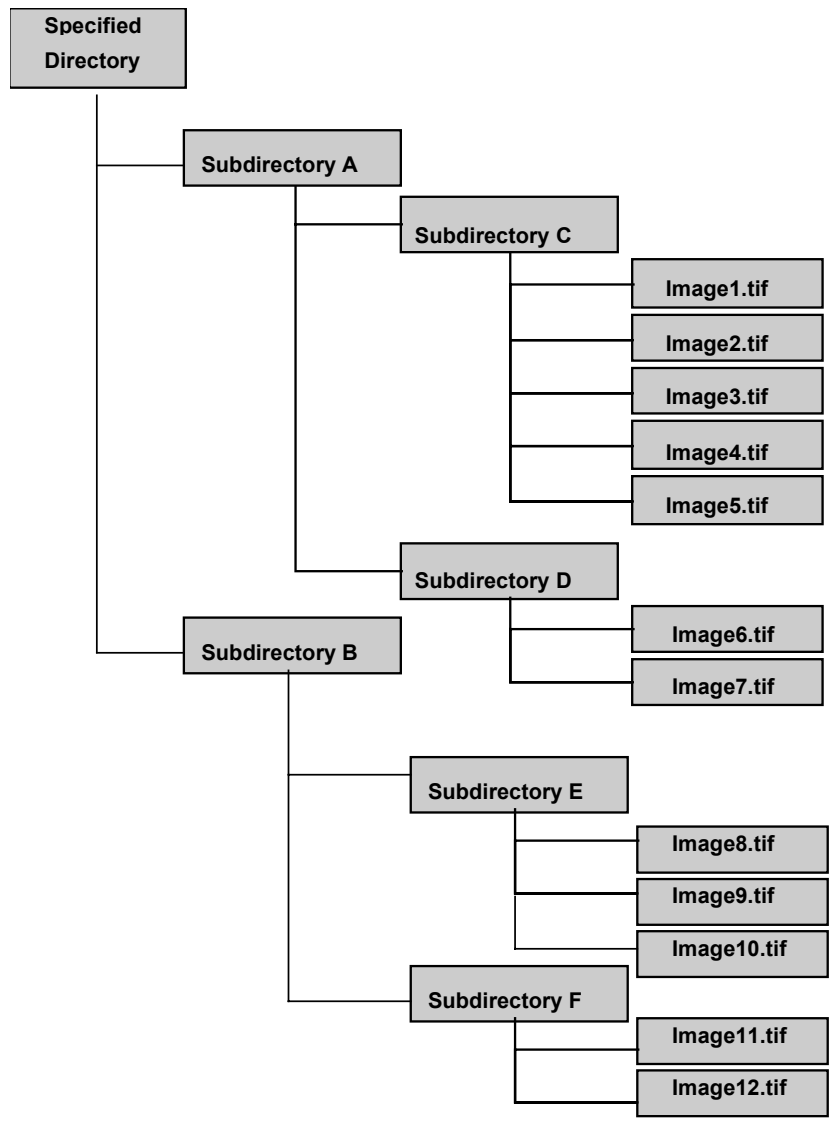 Specified
Directory
Subdirectory A
Subdirectory C
Image1.tif
Image2.tif
Image3.tif
Image4.tif
Image5.tif
Subdirectory D
Image6.tif
Image7.tif
Subdirectory B
Subdirectory E
Image8.tif
Image9.tif
Image10.tif
Subdirectory F
Image11.tif
Image12.tif